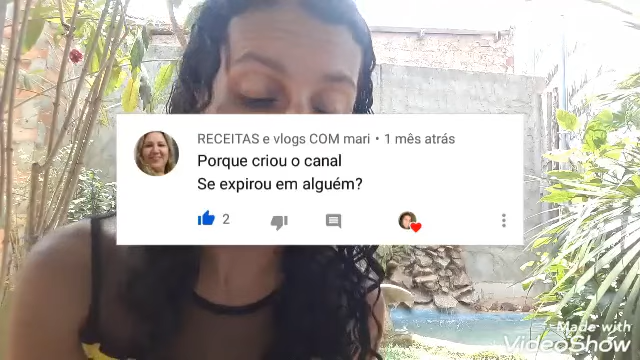 RECEITAS e vlogs COM mari • 1 mês atrás
Porque criou o canal
Se expirou em alguém?
2
Made with
VideoShow